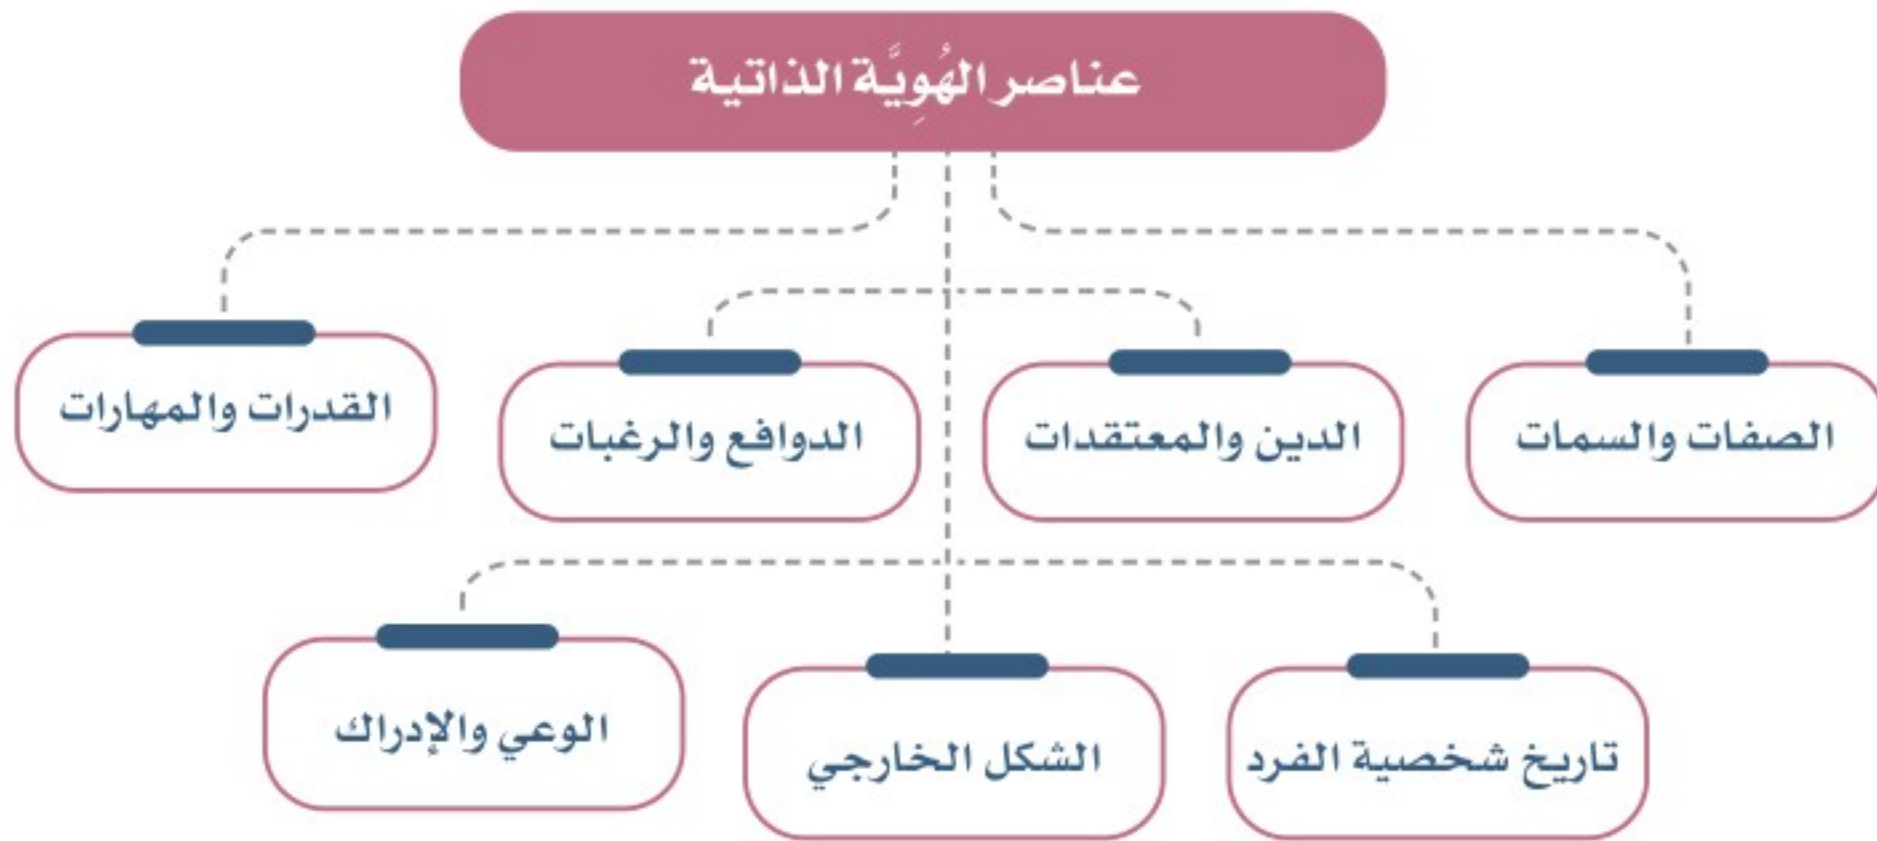 عناصر الهُوِيَّة الذاتية
الصفات والسمات
الدين والمعتقدات
الدوافع والرغبات
القدرات والمهارات
تاريخ شخصية الفرد
الشكل الخارجي
الوعي والإدراك